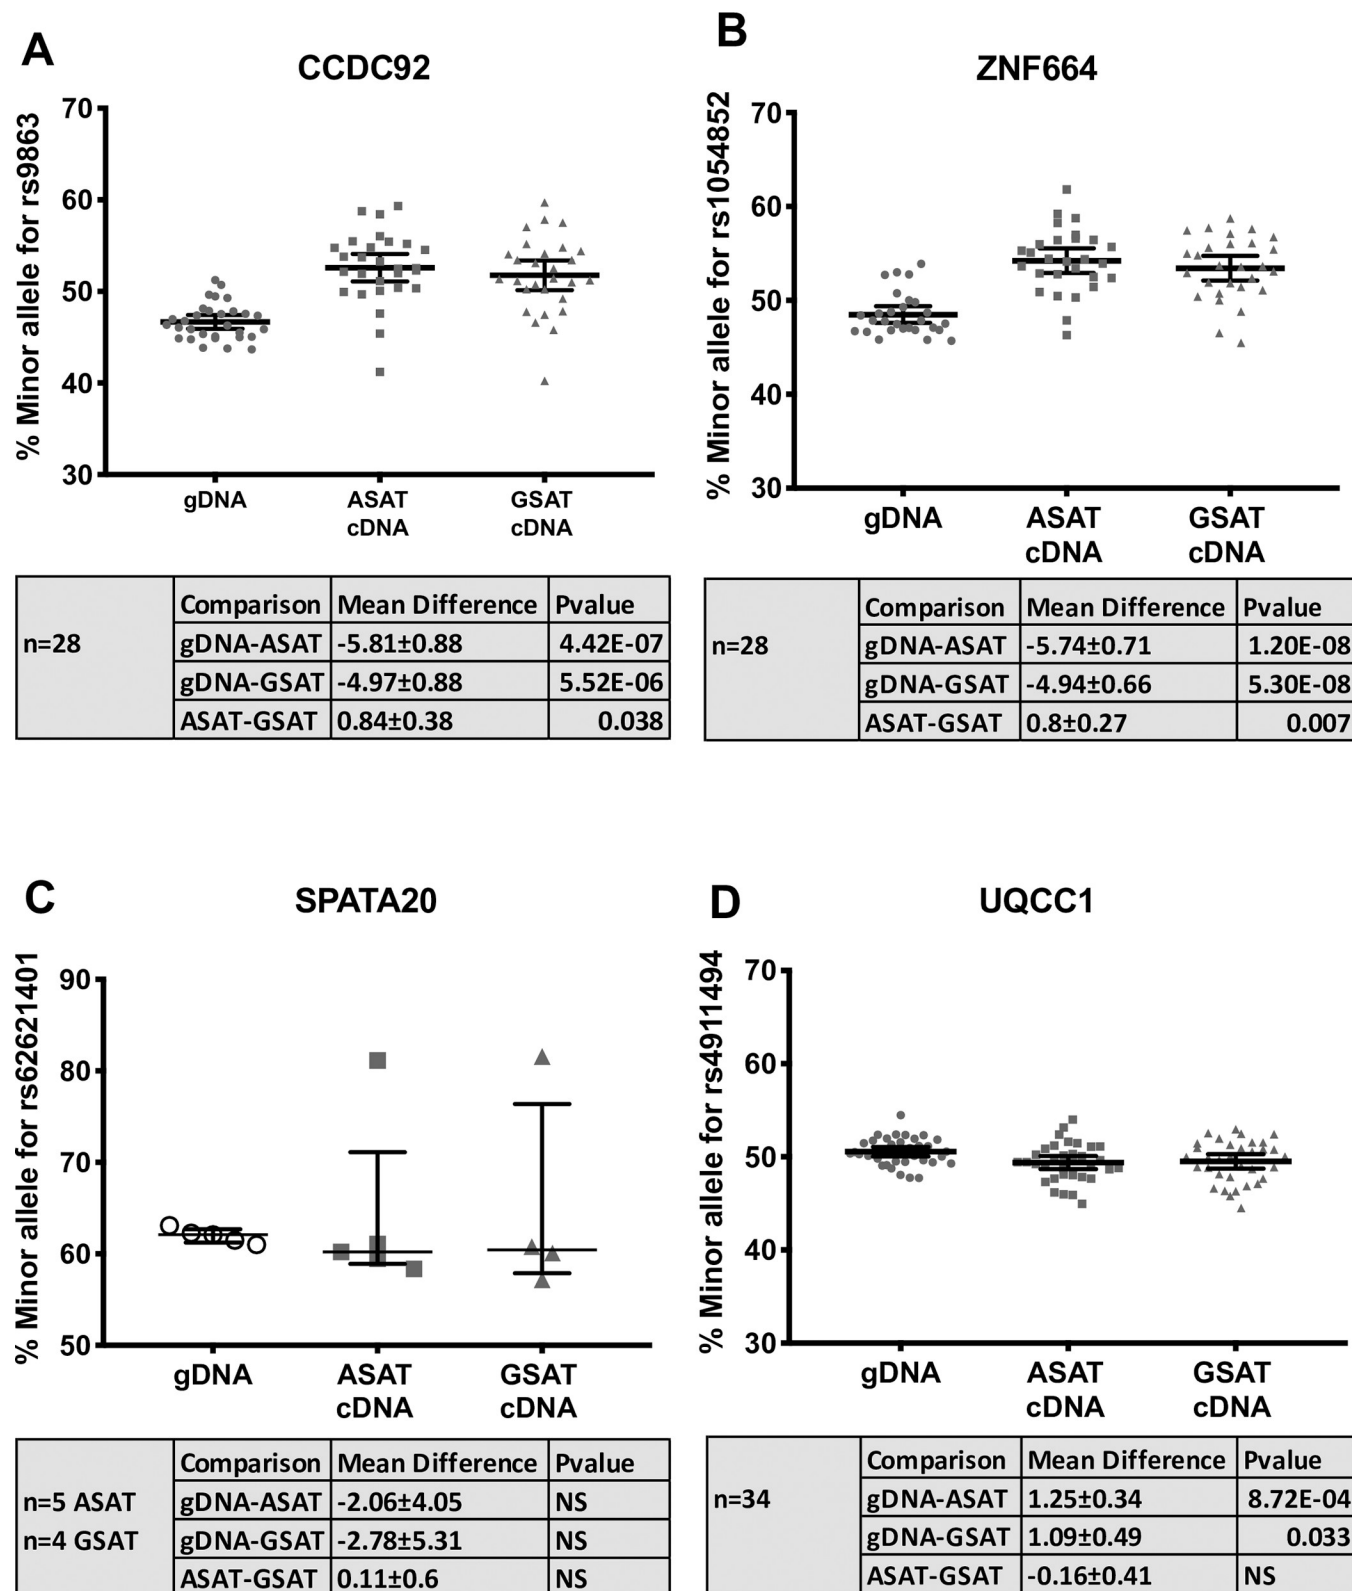 A
CCDC92
% Minor allele for rs9863
70
60
50
40
30
gDNA
ASAT
cDNA
GSAT
cDNA
n=28
Comparison Mean Difference Pvalue
gDNA-ASAT -5.81±0.88 4.42E-07
gDNA-GSAT -4.97±0.88 5.52E-06
ASAT-GSAT 0.84±0.38 0.038
B
ZNF664
% Minor allele for rs1054852
70
60
50
40
30
gDNA
ASAT
cDNA
GSAT
cDNA
n=28
Comparison Mean Difference Pvalue
gDNA-ASAT -5.74±0.71 1.20E-08
gDNA-GSAT -4.94±0.66 5.30E-08
ASAT-GSAT 0.8±0.27 0.007
C
SPATA20
% Minor allele for rs62621401
90
80
70
60
50
gDNA
ASAT
cDNA
GSAT
cDNA
n=5 ASAT
n=4 GSAT
Comparison Mean Difference Pvalue
gDNA-ASAT -2.06±4.05 NS
gDNA-GSAT -2.78±5.31 NS
ASAT-GSAT 0.11±0.6 NS
D
UQCC1
% Minor allele for rs4911494
70
60
50
40
30
gDNA
ASAT
cDNA
GSAT
cDNA
n=34
Comparison Mean Difference Pvalue
gDNA-ASAT 1.25±0.34 8.72E-04
gDNA-GSAT 1.09±0.49 0.033
ASAT-GSAT -0.16±0.41 NS